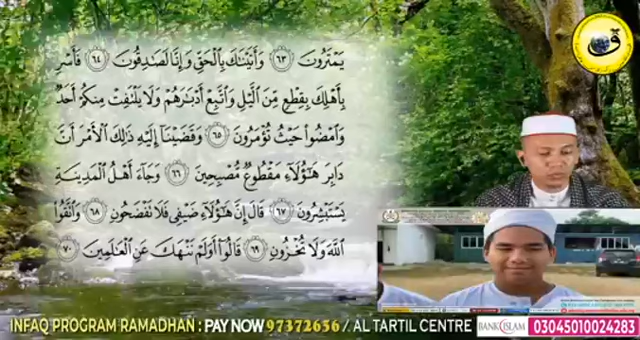 يَمْتَرُونَ ٦٣ وَأَتَيْنَٰكَ بِٱلْحَقِّ وَإِنَّا لَصَٰدِقُونَ ٦٤ فَأَسْرِ
بِأَهْلِكَ بِقِطْعٍ مِّنَ ٱلَّيْلِ وَٱتَّبِعْ أَدْبَٰرَهُمْ وَلَا يَلْتَفِتْ مِنكُمْ أَحَدٌ
وَٱمْضُوا۟ حَيْثُ تُؤْمَرُونَ ٦٥ وَقَضَيْنَآ إِلَيْهِ ذَٰلِكَ ٱلْأَمْرَ أَنَّ
دَابِرَ هَٰٓؤُلَآءِ مَقْطُوعٌ مُّصْبِحِينَ ٦٦ وَجَآءَ أَهْلُ ٱلْمَدِينَةِ
يَسْتَبْشِرُونَ ٦٧ قَالَ إِنَّ هَٰٓؤُلَآءِ ضَيْفِى فَلَا تَفْضَحُونِ ٦٨ وَٱتَّقُوا۟
ٱللَّهَ وَلَا تُخْزُونِ ٦٩ قَالُوٓا۟ أَوَلَمْ نَنْهَكَ عَنِ ٱلْعَٰلَمِينَ ٧٠
INFAQ PROGRAM RAMADHAN : PAY NOW 97372656 / AL TARTIL CENTRE BANK ISLAM 03045010024283